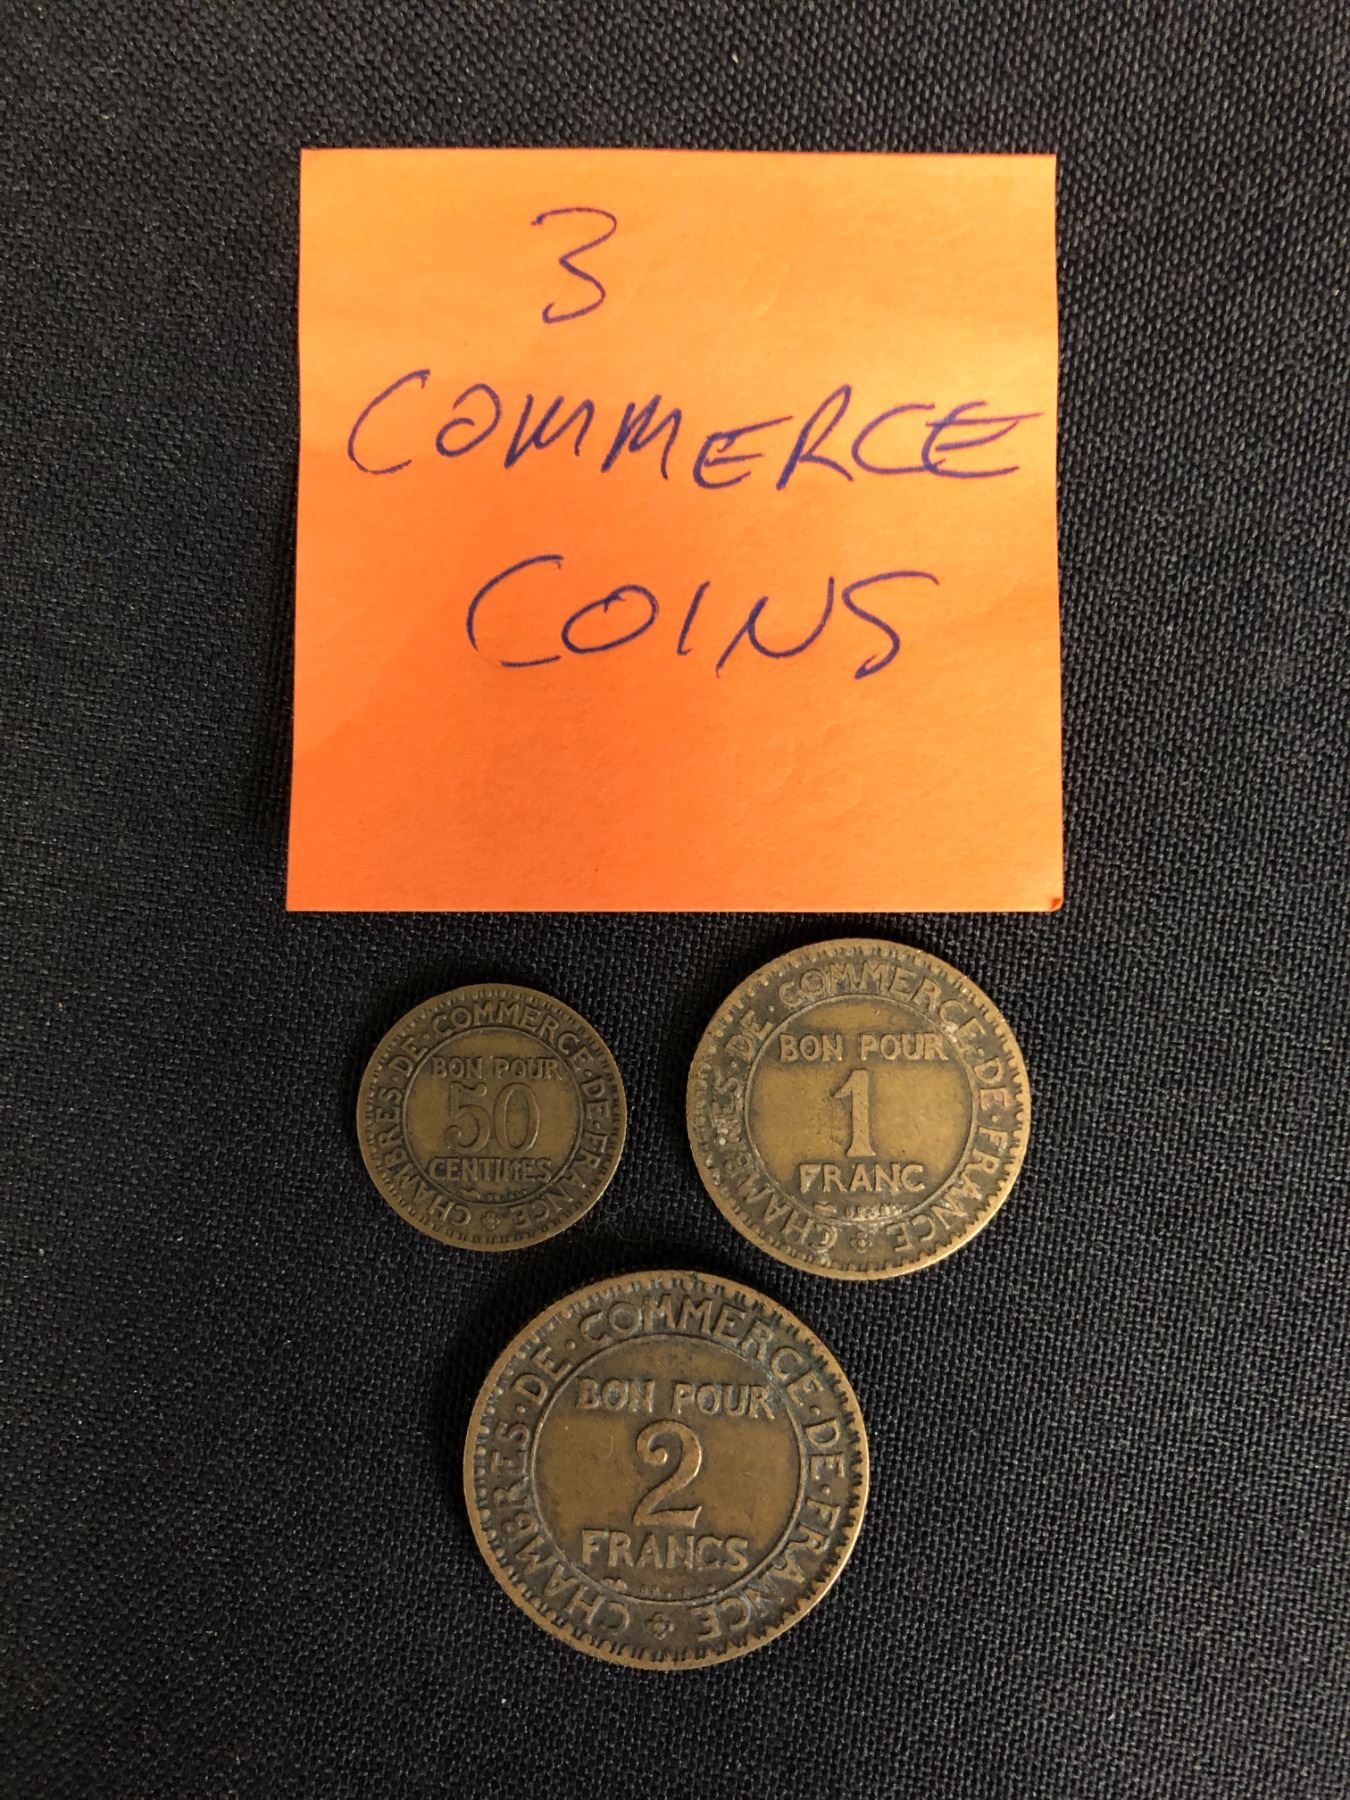 3
COMMERCE
COINS
CHAMBRES·DE·COMMERCE·DE·FRANCE
BON POUR
50
CENTIMES
CHAMBRES·DE·COMMERCE·DE·FRANCE
BON POUR
1
FRANC
CHAMBRES·DE·COMMERCE·DE·FRANCE
BON POUR
2
FRANCS